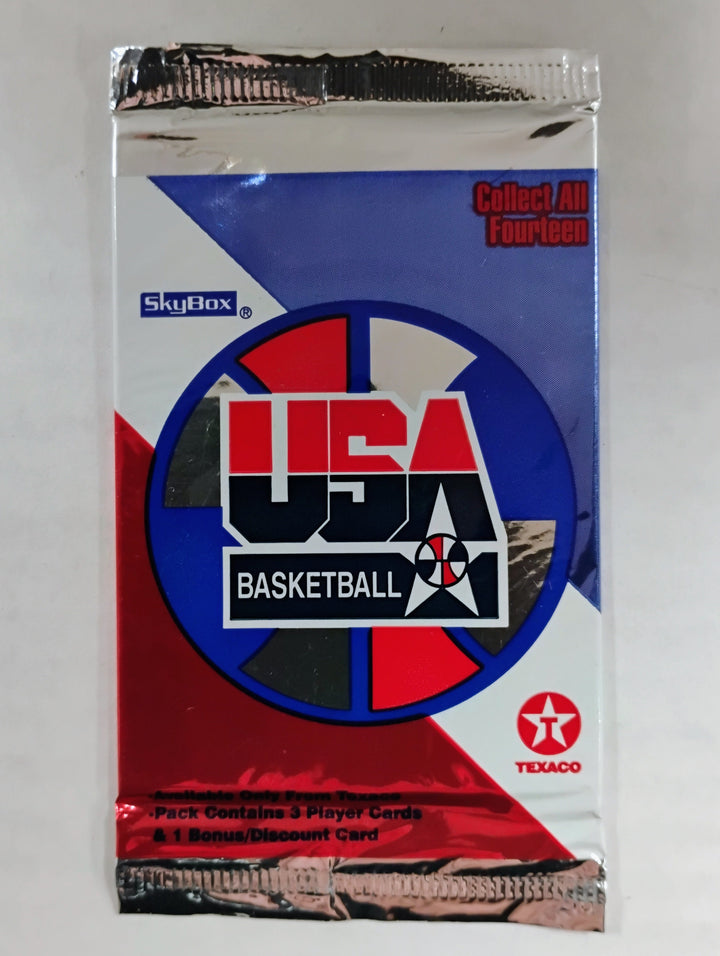 Collect All
Fourteen
SkyBox ®
USA
BASKETBALL
T
TEXACO
-Available Only From Texaco
-Pack Contains 3 Player Cards
& 1 Bonus/Discount Card